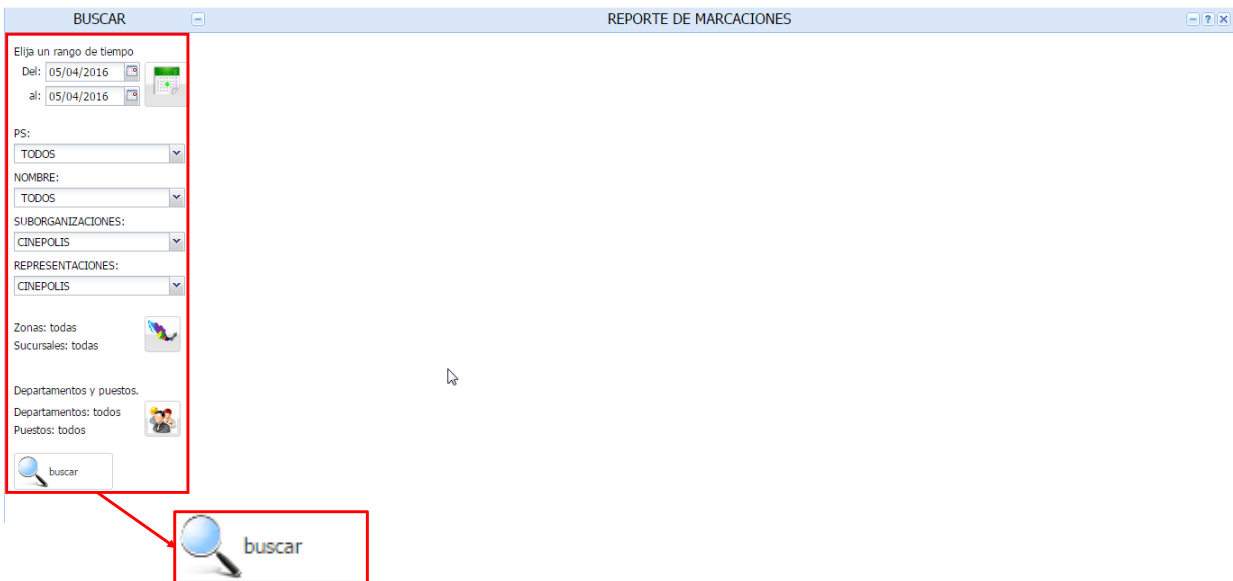 BUSCAR
REPORTE DE MARCACIONES
Elija un rango de tiempo
Del: 05/04/2016
al: 05/04/2016
PS:
TODOS
NOMBRE:
TODOS
SUBORGANIZACIONES:
CINEPOLIS
REPRESENTACIONES:
CINEPOLIS
Zonas: todas
Sucursales: todas
Departamentos y puestos.
Departamentos: todos
Puestos: todos
buscar
buscar